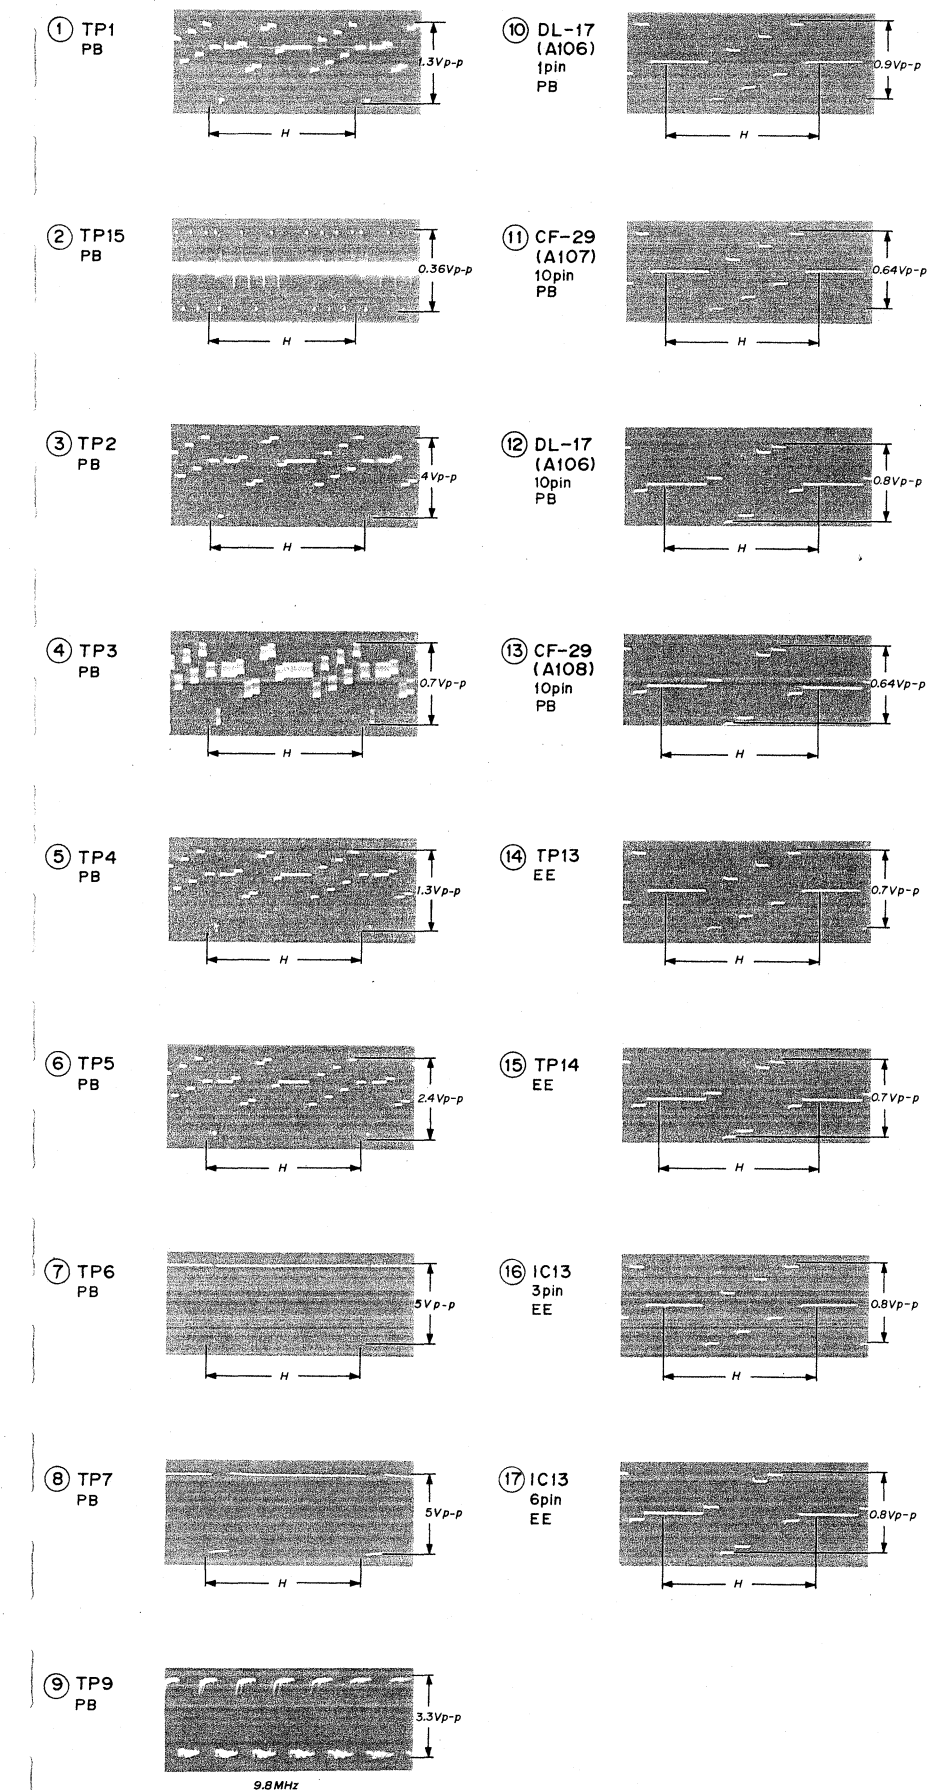 ① TP1
PB
1.3Vp-p
H
② TP15
PB
0.36Vp-p
H
③ TP2
PB
4Vp-p
H
④ TP3
PB
0.7Vp-p
H
⑤ TP4
PB
1.3Vp-p
H
⑥ TP5
PB
2.4Vp-p
H
⑦ TP6
PB
5Vp-p
H
⑧ TP7
PB
5Vp-p
H
⑨ TP9
PB
3.3Vp-p
9.8MHz
⑩ DL-17
(A106)
1pin
PB
0.9Vp-p
H
⑪ CF-29
(A107)
10pin
PB
0.64Vp-p
H
⑫ DL-17
(A106)
10pin
PB
0.8Vp-p
H
⑬ CF-29
(A108)
10pin
PB
0.64Vp-p
H
⑭ TP13
EE
0.7Vp-p
H
⑮ TP14
EE
0.7Vp-p
H
⑯ IC13
3pin
EE
0.8Vp-p
H
⑰ IC13
6pin
EE
0.8Vp-p
H